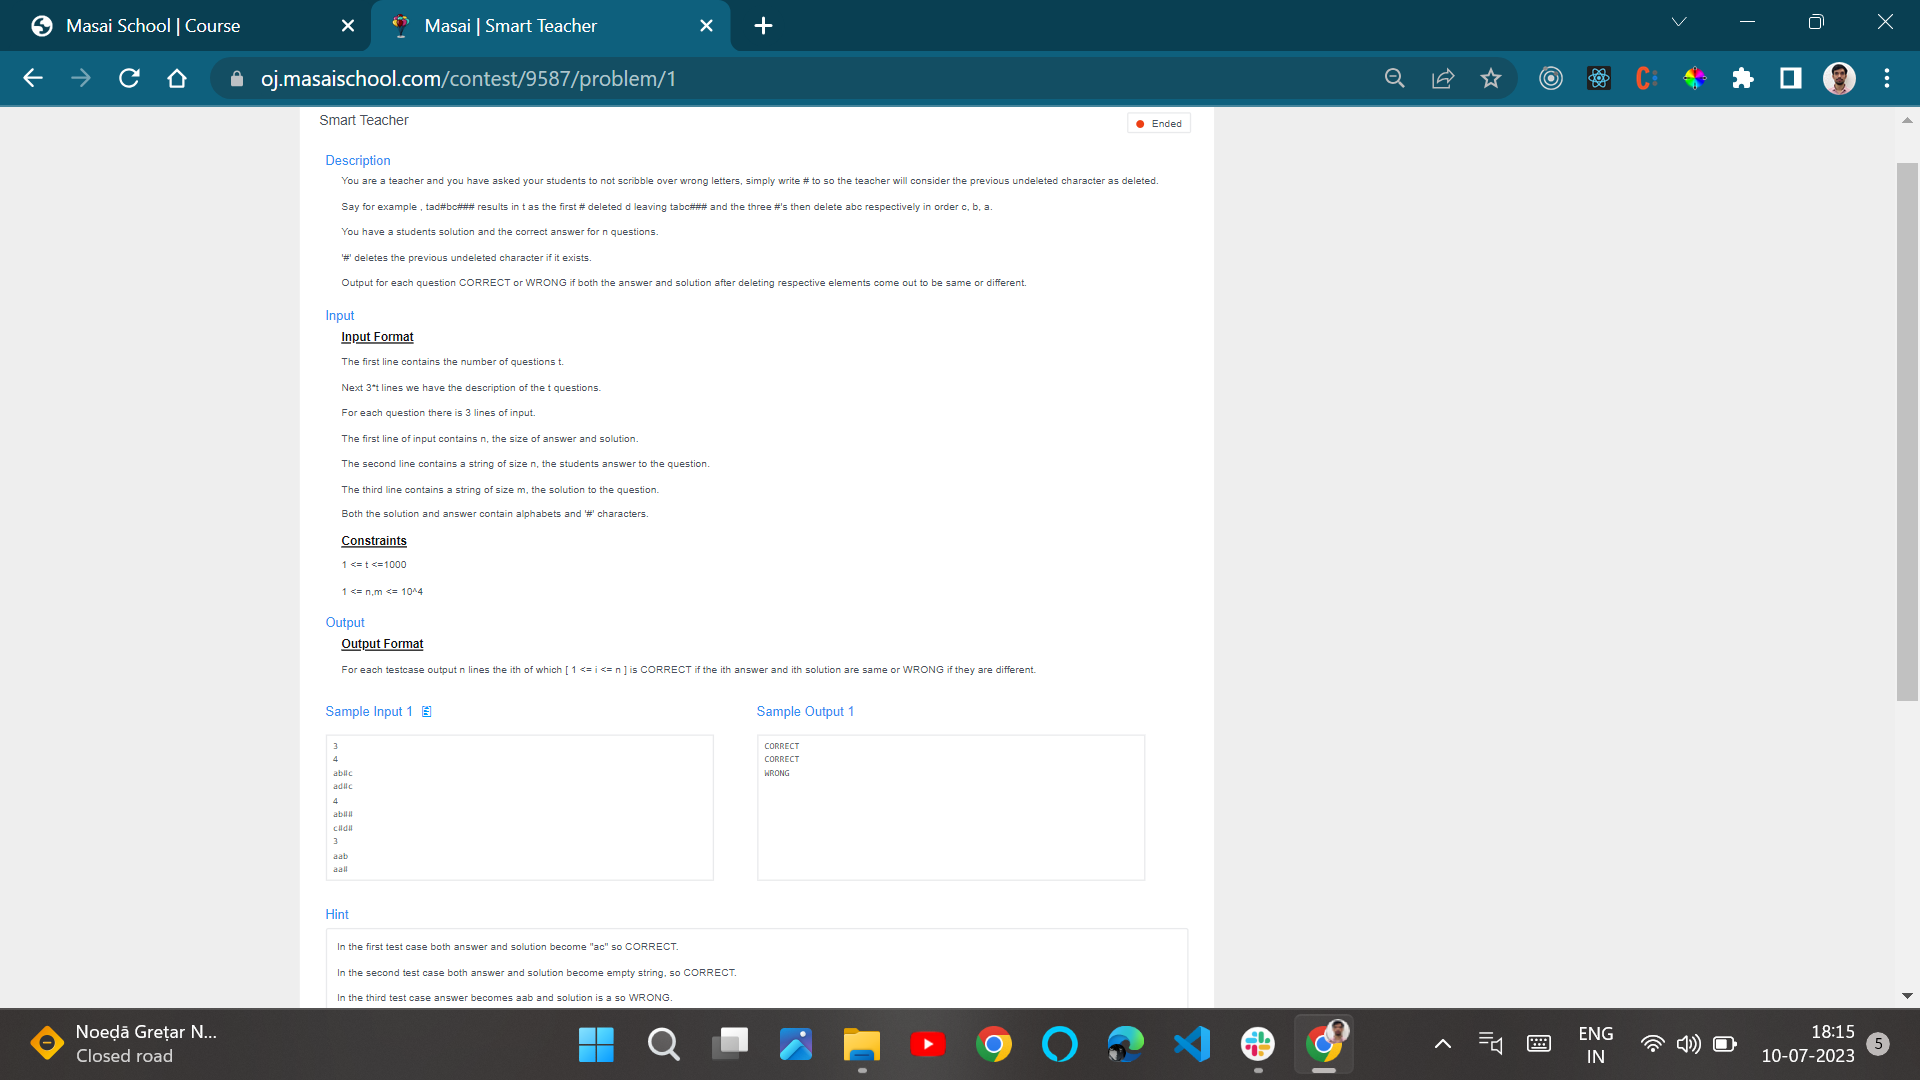 Masai School | Course
Masai | Smart Teacher
oj.masaischool.com/contest/9587/problem/1
Smart Teacher
Ended
Description
You are a teacher and you have asked your students to not scribble over wrong letters, simply write # to so the teacher will consider the previous undeleted character as deleted.
Say for example , tad#bc### results in t as the first # deleted d leaving tabc### and the three #'s then delete abc respectively in order c, b, a.
You have a students solution and the correct answer for n questions.
'#' deletes the previous undeleted character if it exists.
Output for each question CORRECT or WRONG if both the answer and solution after deleting respective elements come out to be same or different.
Input
Input Format
The first line contains the number of questions t.
Next 3*t lines we have the description of the t questions.
For each question there is 3 lines of input.
The first line of input contains n, the size of answer and solution.
The second line contains a string of size n, the students answer to the question.
The third line contains a string of size m, the solution to the question.
Both the solution and answer contain alphabets and '#' characters.
Constraints
1 <= t <=1000
1 <= n,m <= 10^4
Output
Output Format
For each testcase output n lines the ith of which [ 1 <= i <= n ] is CORRECT if the ith answer and ith solution are same or WRONG if they are different.
Sample Input 1
3
4
ab#c
ad#c
4
ab##
c#d#
3
aab
aa#
Sample Output 1
CORRECT
CORRECT
WRONG
Hint
In the first test case both answer and solution become "ac" so CORRECT.
In the second test case both answer and solution become empty string, so CORRECT.
In the third test case answer becomes aab and solution is a so WRONG.
Noeḍā Greṭar N...
Closed road
ENG
IN
18:15
10-07-2023
5